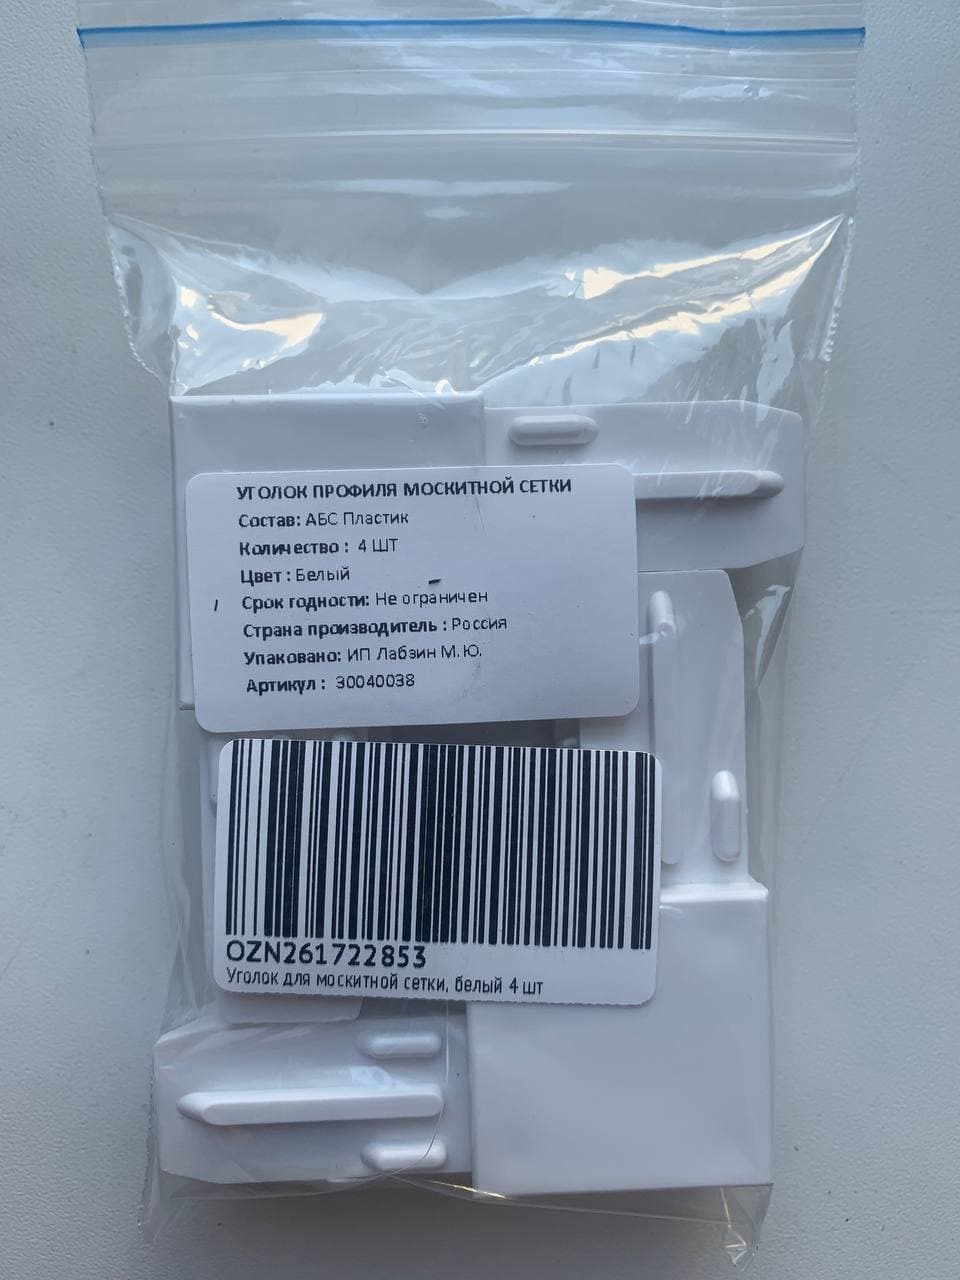 УГОЛОК ПРОФИЛЯ МОСКИТНОЙ СЕТКИ
Состав: АБС Пластик
Количество : 4 ШТ
Цвет : Белый
Срок годности: Не ограничен
Страна производитель : Россия
Упаковано: ИП Лабзин М. Ю.
Артикул : 30040038
OZN261722853
Уголок для москитной сетки, белый 4 шт